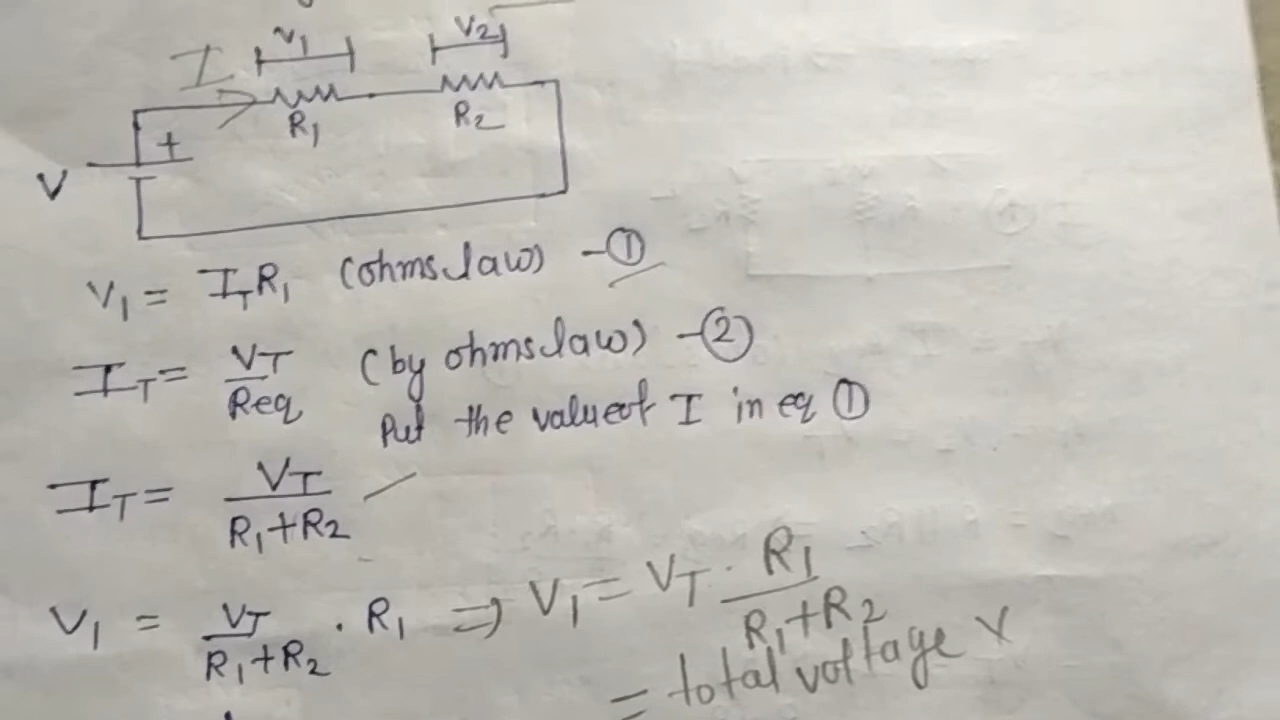 I V1 V2
R1 R2
+
V
V1 = ITR1 (ohms law) -①
IT = VT/Req (by ohms law) -②
Put the value of I in eq ①
IT = VT/R1+R2
V1 = VT/R1+R2 . R1 => V1 = VT . R1/R1+R2
= total voltage x